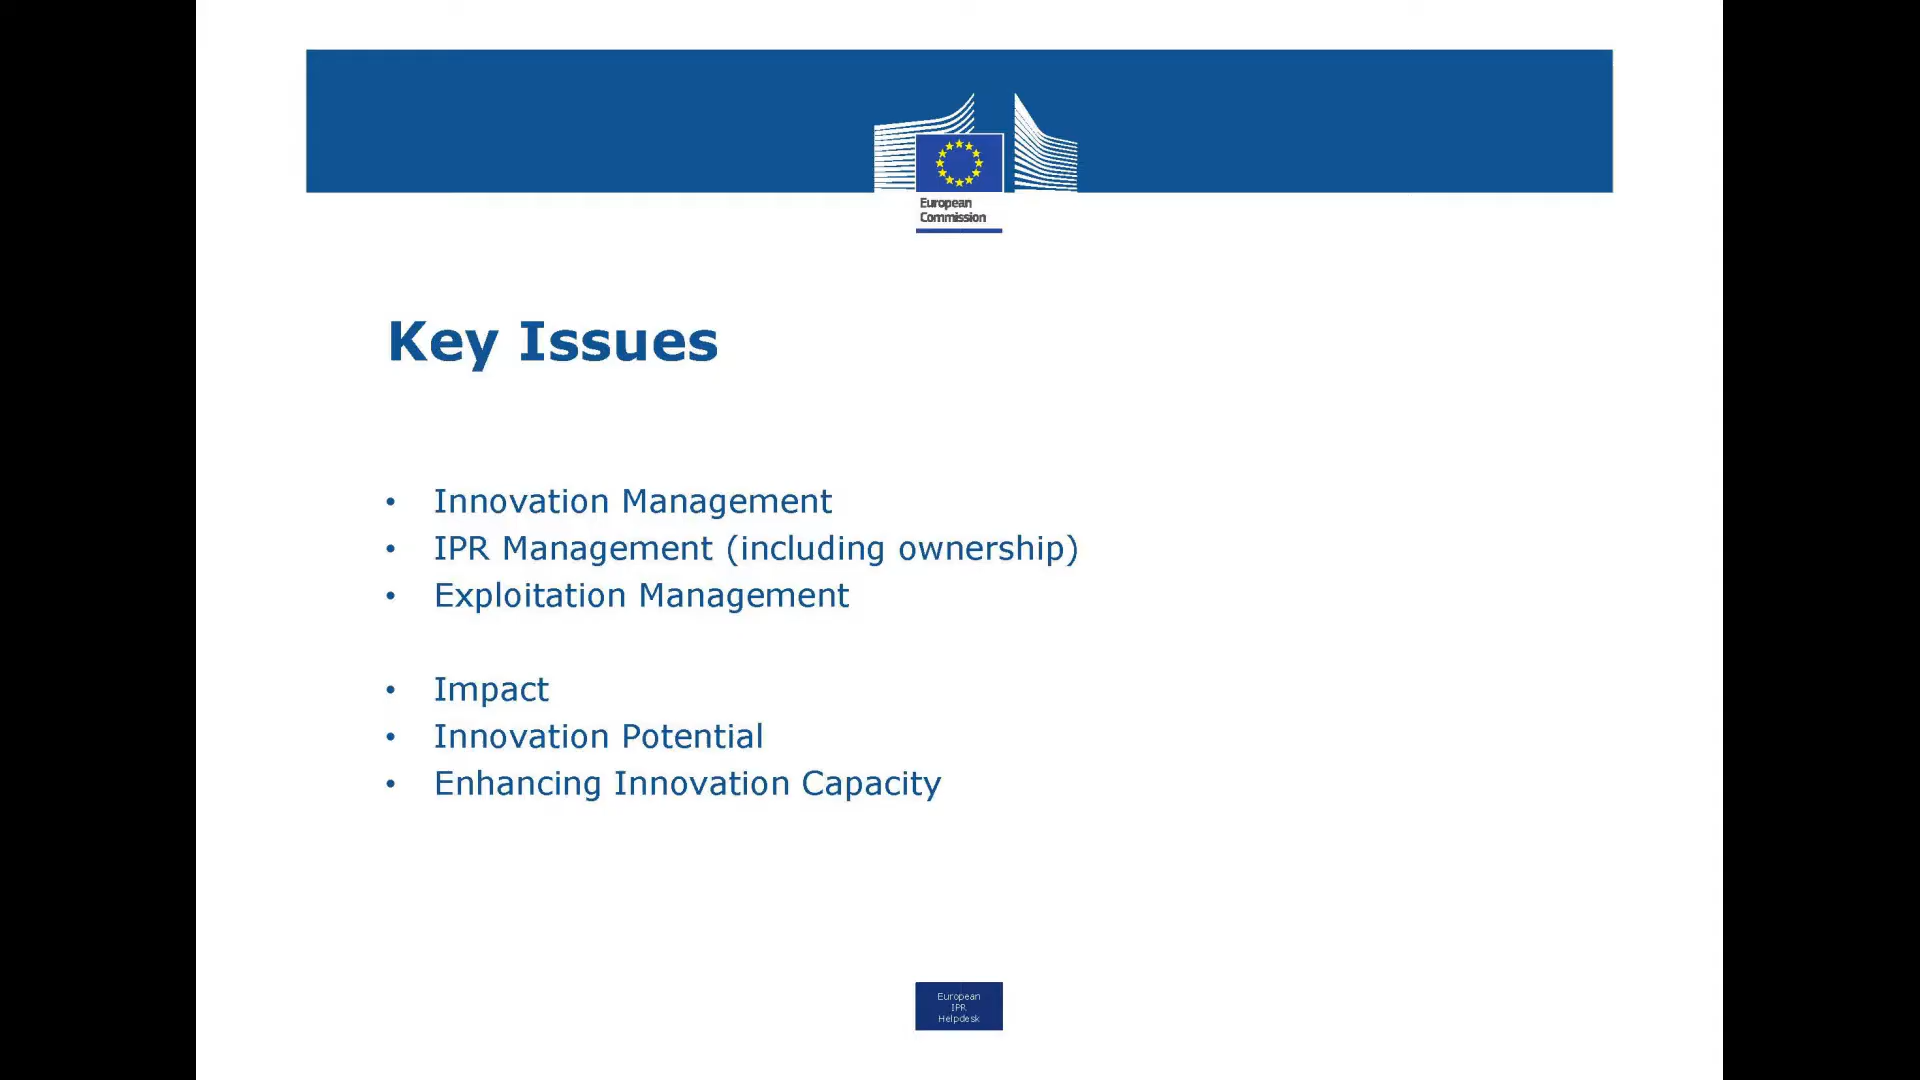 European
Commission
Key Issues
• Innovation Management
• IPR Management (including ownership)
• Exploitation Management
• Impact
• Innovation Potential
• Enhancing Innovation Capacity
European
IPR
Helpdesk